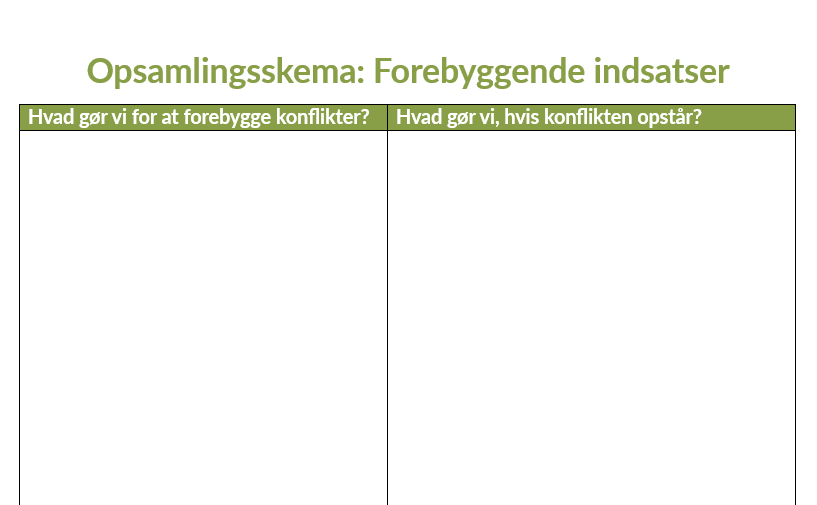 Opsamlingsskema: Forebyggende indsatser
Hvad gør vi for at forebygge konflikter?
Hvad gør vi, hvis konflikten opstår?